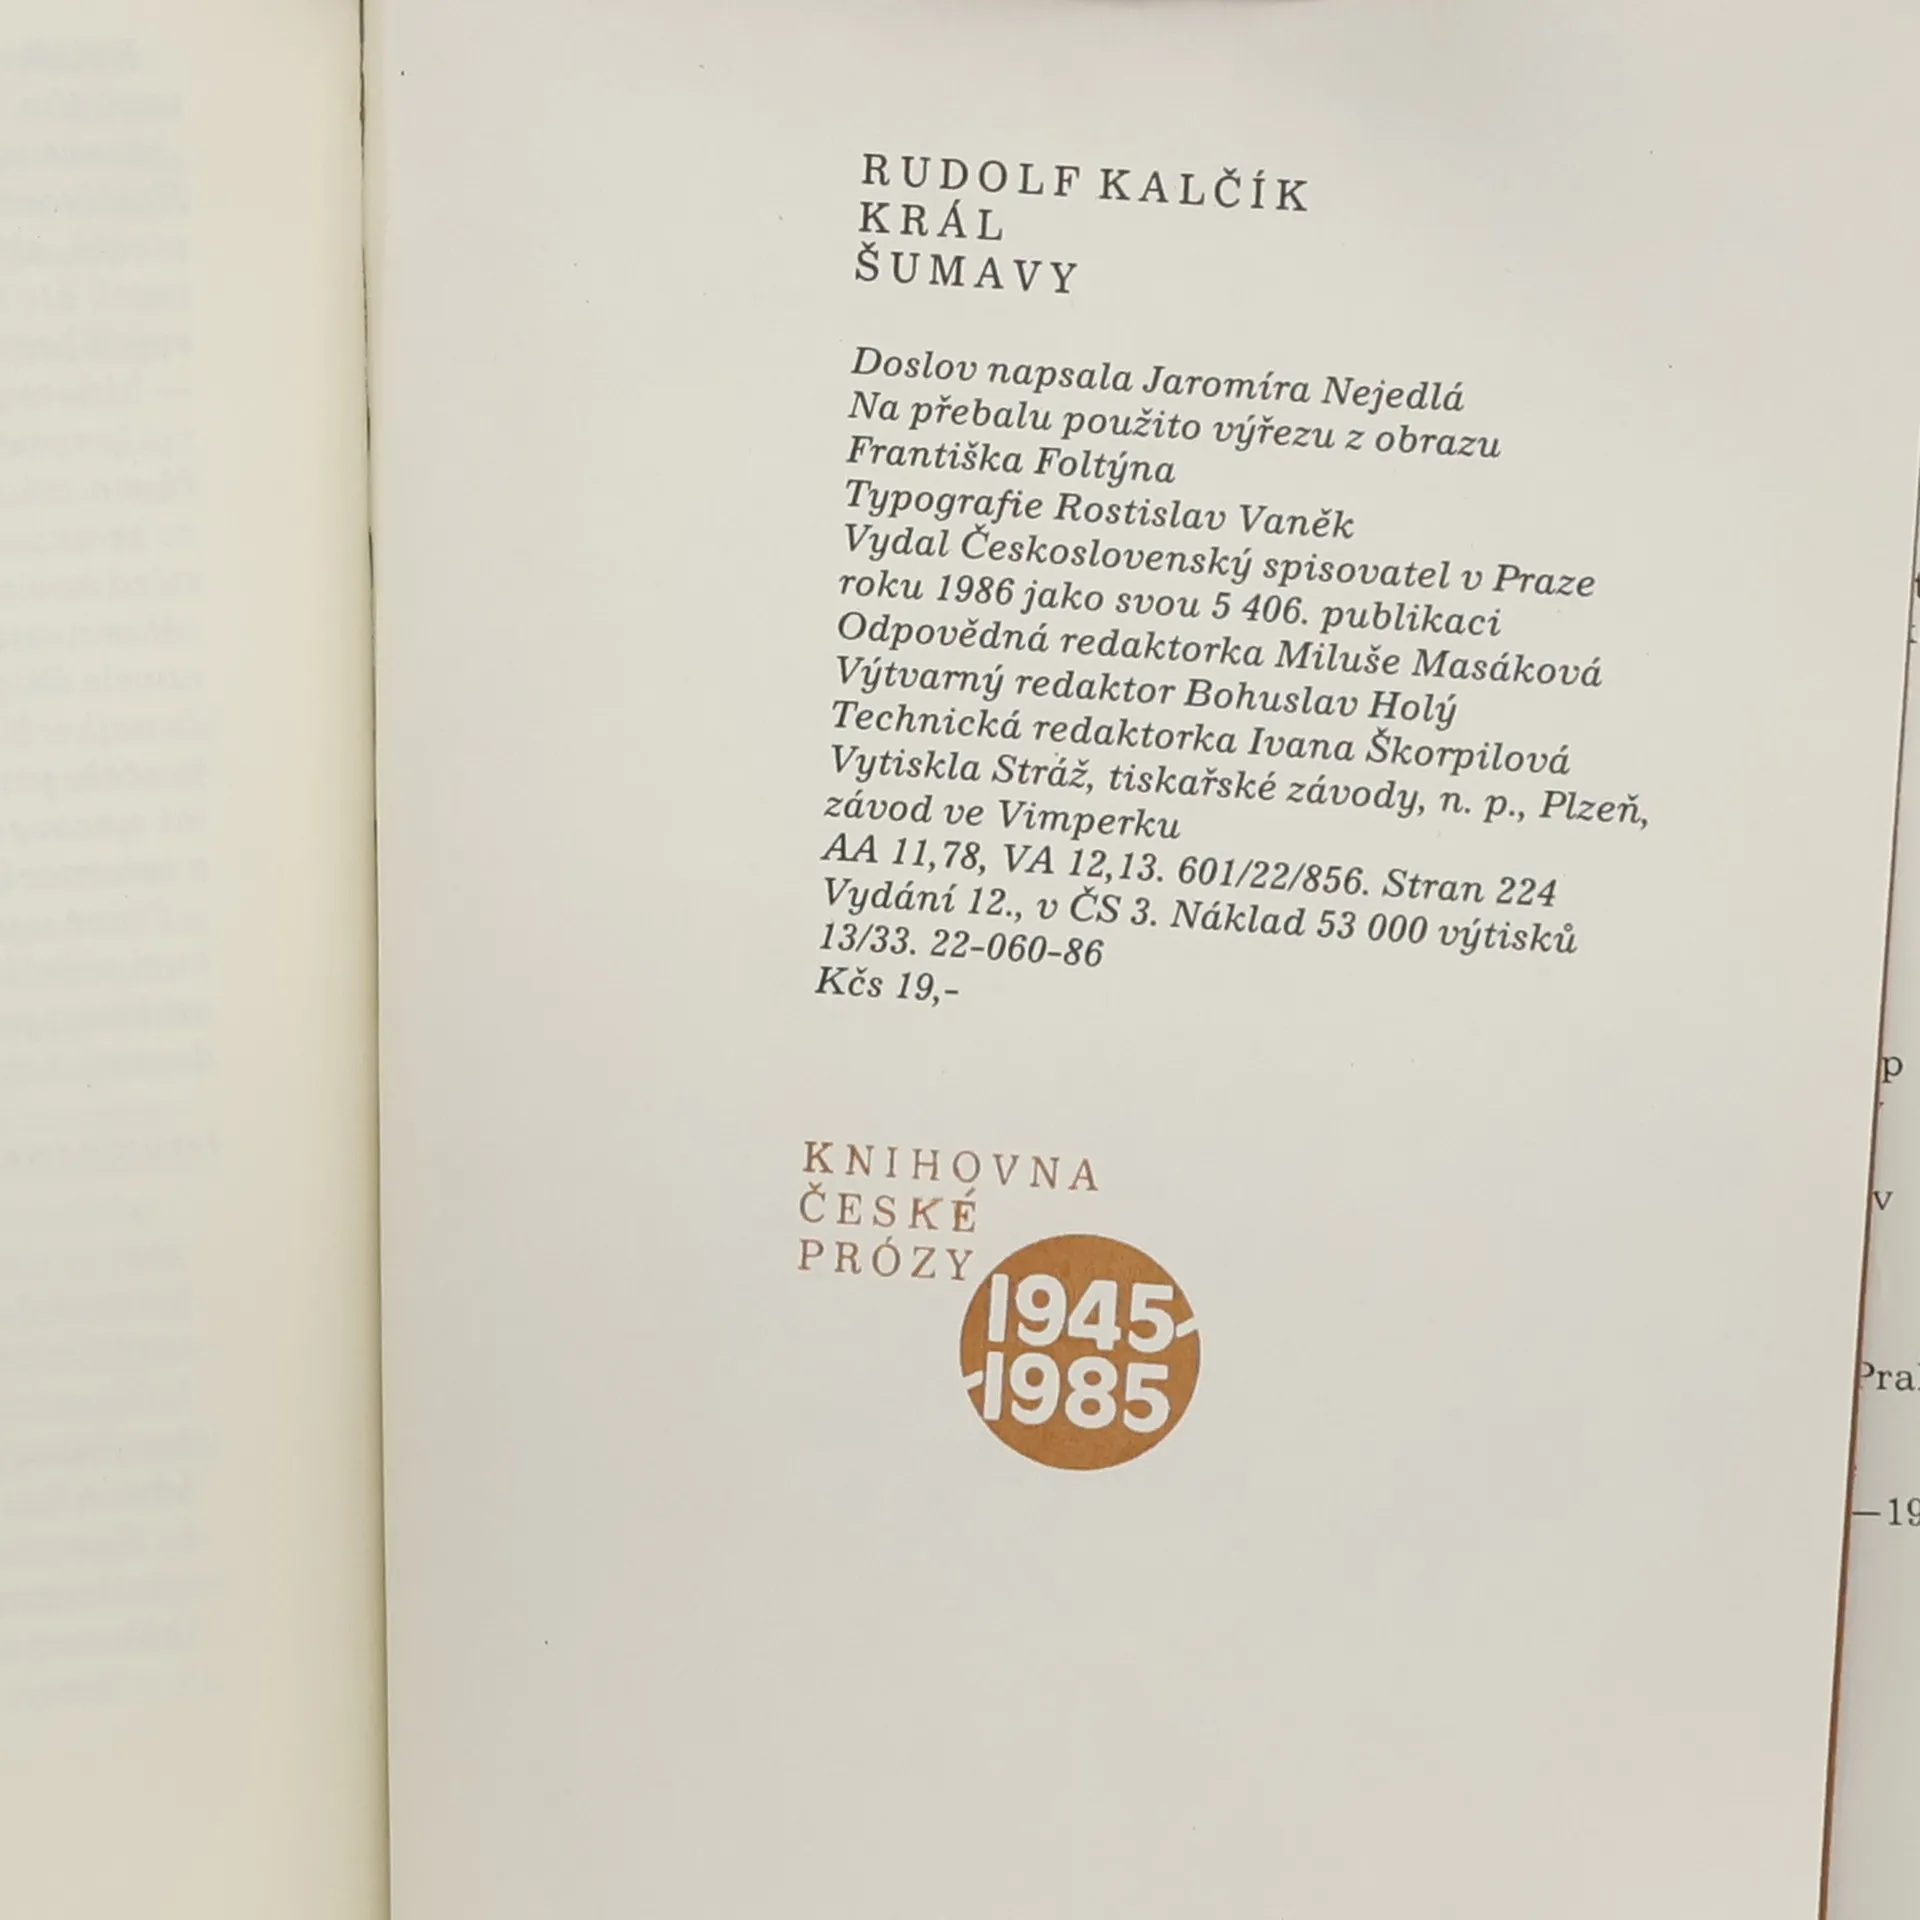 RUDOLF KALČÍK
KRÁL
ŠUMAVY
Doslov napsala Jaromíra Nejedlá
Na přebalu použito výřezu z obrazu
Františka Foltýna
Typografie Rostislav Vaněk
Vydal Československý spisovatel v Praze
roku 1986 jako svou 5 406. publikaci
Odpovědná redaktorka Miluše Masáková
Výtvarný redaktor Bohuslav Holý
Technická redaktorka Ivana Škorpilová
Vytiskla Stráž, tiskařské závody, n. p., Plzeň,
závod ve Vimperku
AA 11,78, VA 12,13. 601/22/856. Stran 224
Vydání 12., v ČS 3. Náklad 53 000 výtisků
13/33. 22-060-86
Kčs 19,-
KNIHOVNA
ČESKÉ
PRÓZY
1945-
-1985